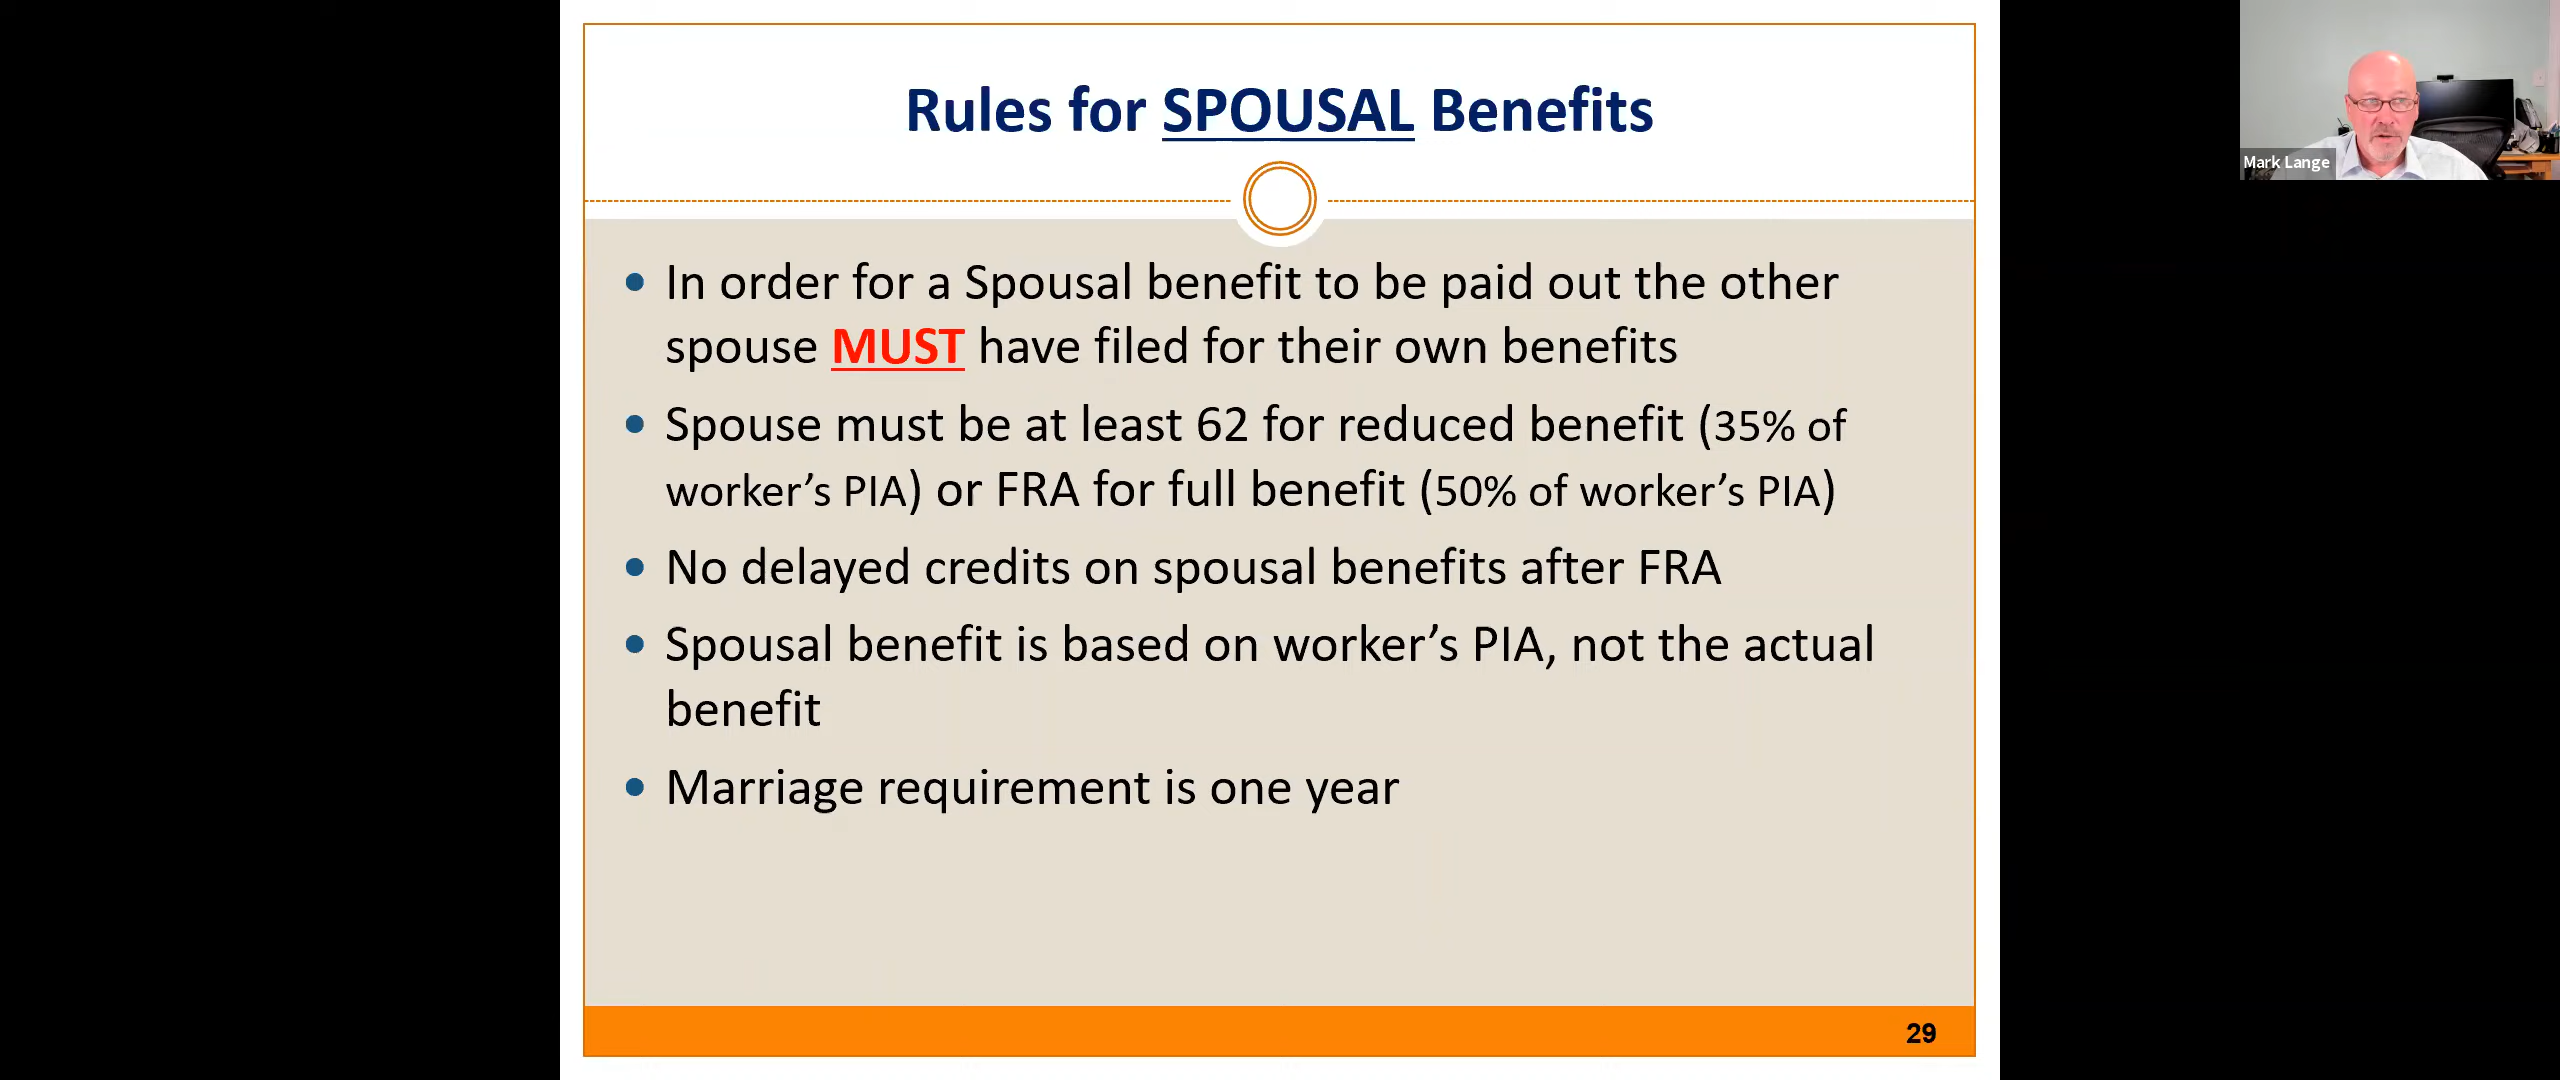 Rules for SPOUSAL Benefits
Mark Lange
• In order for a Spousal benefit to be paid out the other
spouse MUST have filed for their own benefits
• Spouse must be at least 62 for reduced benefit (35% of
worker’s PIA) or FRA for full benefit (50% of worker’s PIA)
• No delayed credits on spousal benefits after FRA
• Spousal benefit is based on worker’s PIA, not the actual
benefit
• Marriage requirement is one year
29